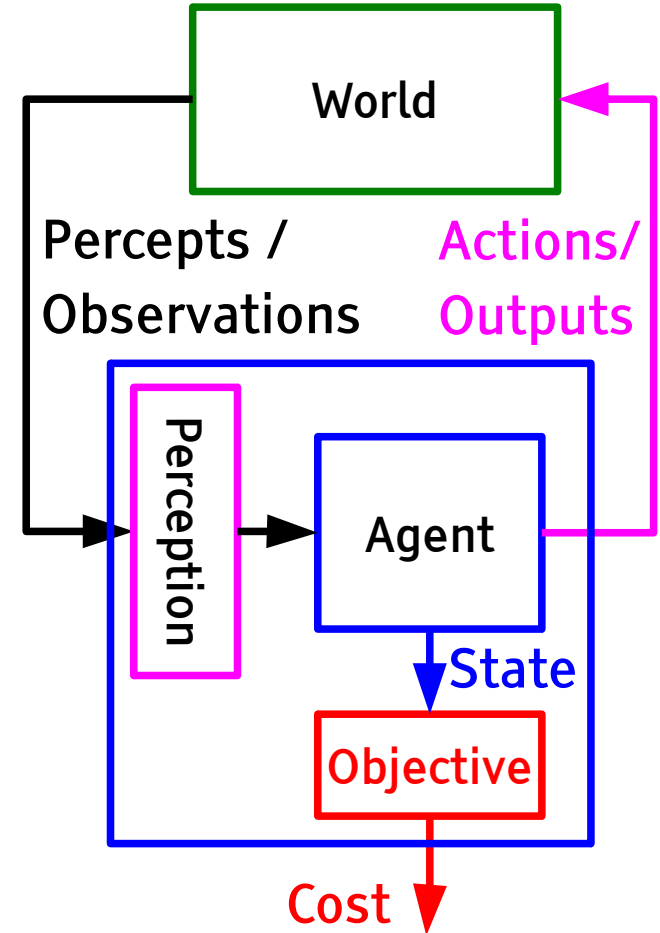 World
Percepts /
Observations
Actions/
Outputs
Perception
Agent
State
Objective
Cost